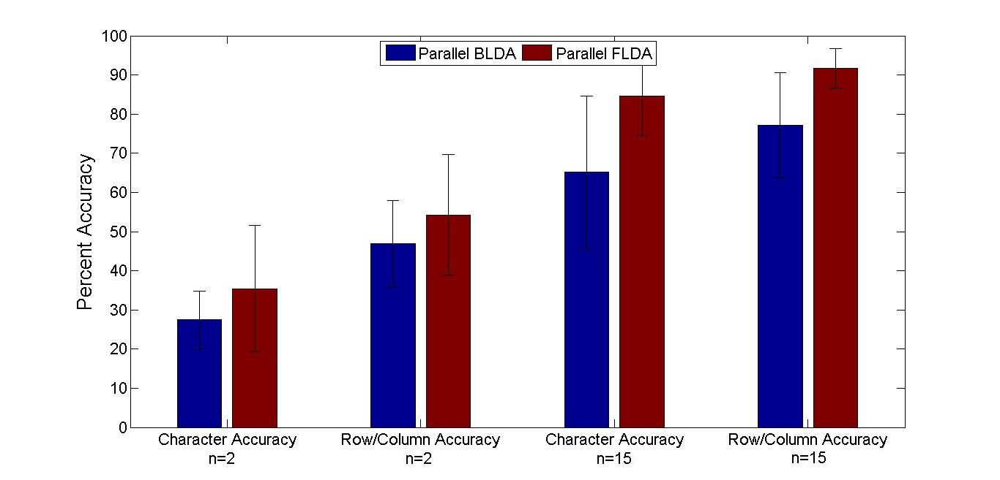 100
Parallel BLDA Parallel FLDA
90
80
70
60
50
40
30
20
10
0
Percent Accuracy
Character Accuracy Row/Column Accuracy Character Accuracy Row/Column Accuracy
n=2 n=2 n=15 n=15